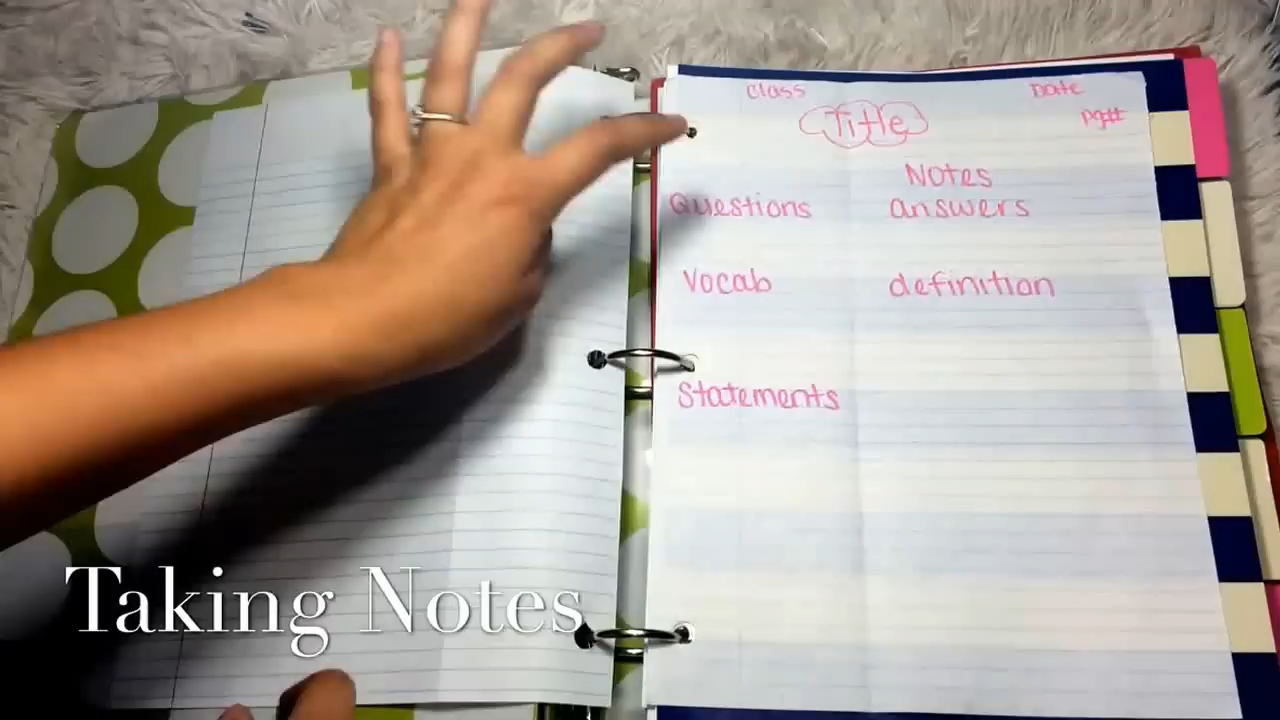 class Date
Title pg#
Notes
Questions answers
Vocab definition
Statements
Taking Notes